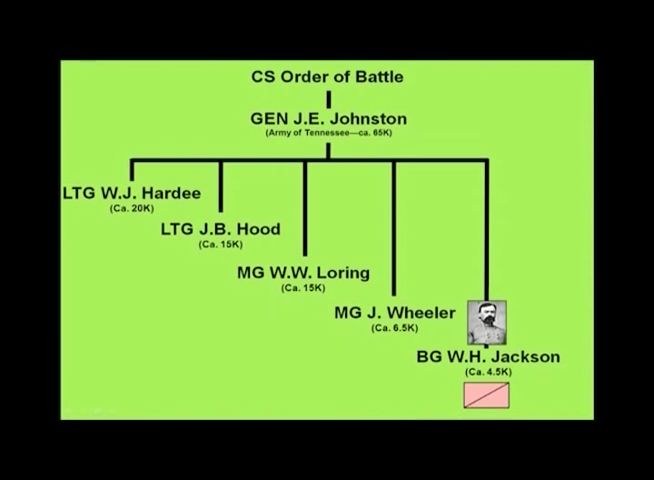 CS Order of Battle
GEN J.E. Johnston
(Army of Tennessee—ca. 65K)
LTG W.J. Hardee
(Ca. 20K)
LTG J.B. Hood
(Ca. 15K)
MG W.W. Loring
(Ca. 15K)
MG J. Wheeler
(Ca. 6.5K)
BG W.H. Jackson
(Ca. 4.5K)